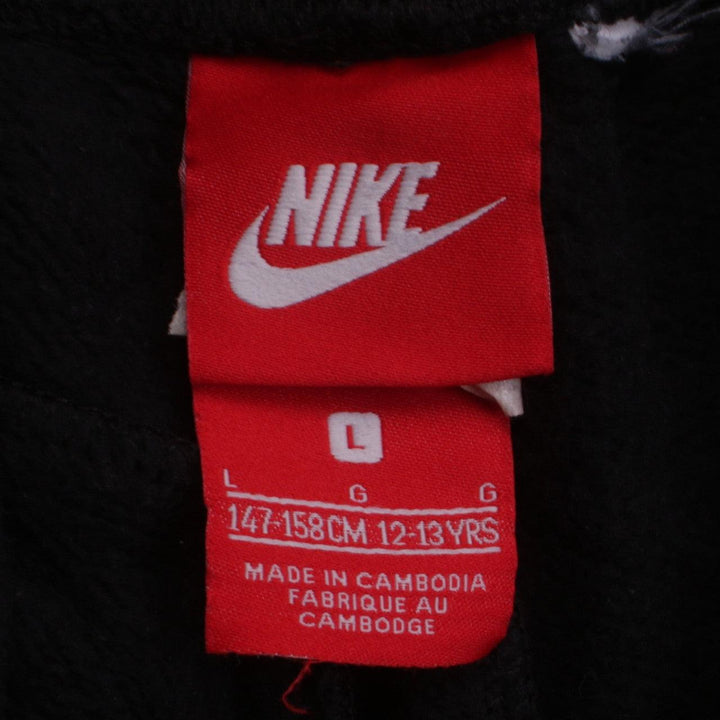 NIKE
L
L G G
147-158CM 12-13YRS
MADE IN CAMBODIA
FABRIQUE AU
CAMBODGE